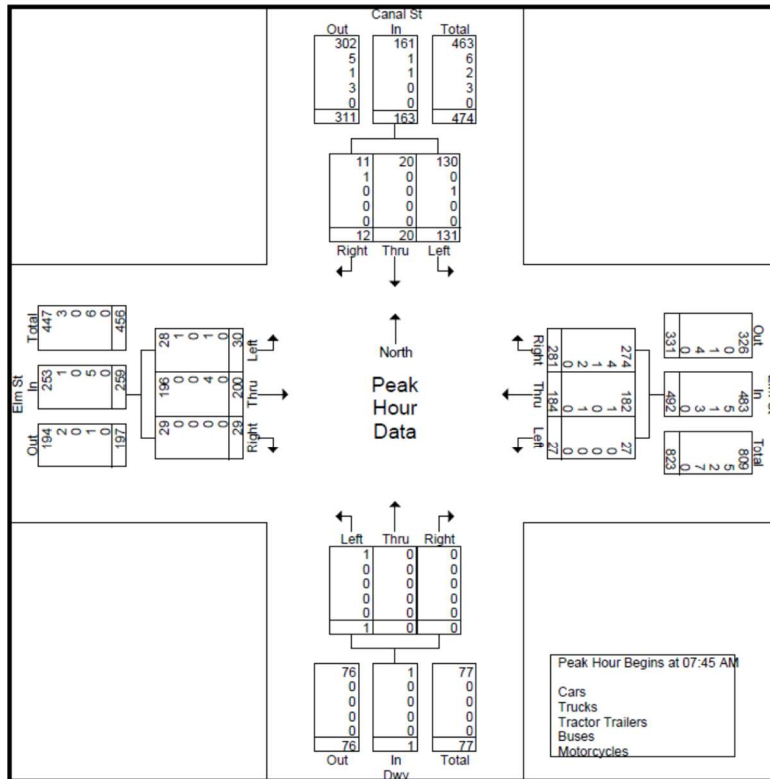 Canal St
Out In Total
302 161 463
5 1 6
1 1 2
3 0 3
0 0 0
311 163 474
11 20 130
1 0 0
0 0 1
0 0 0
0 0 0
12 20 131
Right Thru Left
Elm St
Total 447 3 0 6 0 456
In 253 1 0 5 0 259
Out 194 2 0 1 0 197
28 1 0 1 0 30 Left
196 0 0 4 0 200 Thru
29 0 0 0 0 29 Right
North
Peak
Hour
Data
Right 281 0 2 1 4 274
Thru 184 0 1 0 1 182
Left 27 0 0 0 0 27
Out 331 0 4 1 0 326
In 492 0 3 1 5 483
Total 823 0 7 2 5 809
Left Thru Right
1 0 0
0 0 0
0 0 0
0 0 0
0 0 0
1 0 0
76 1 77
0 0 0
0 0 0
0 0 0
0 0 0
76 1 77
Out In Total
Dwy
Peak Hour Begins at 07:45 AM
Cars
Trucks
Tractor Trailers
Buses
Motorcycles